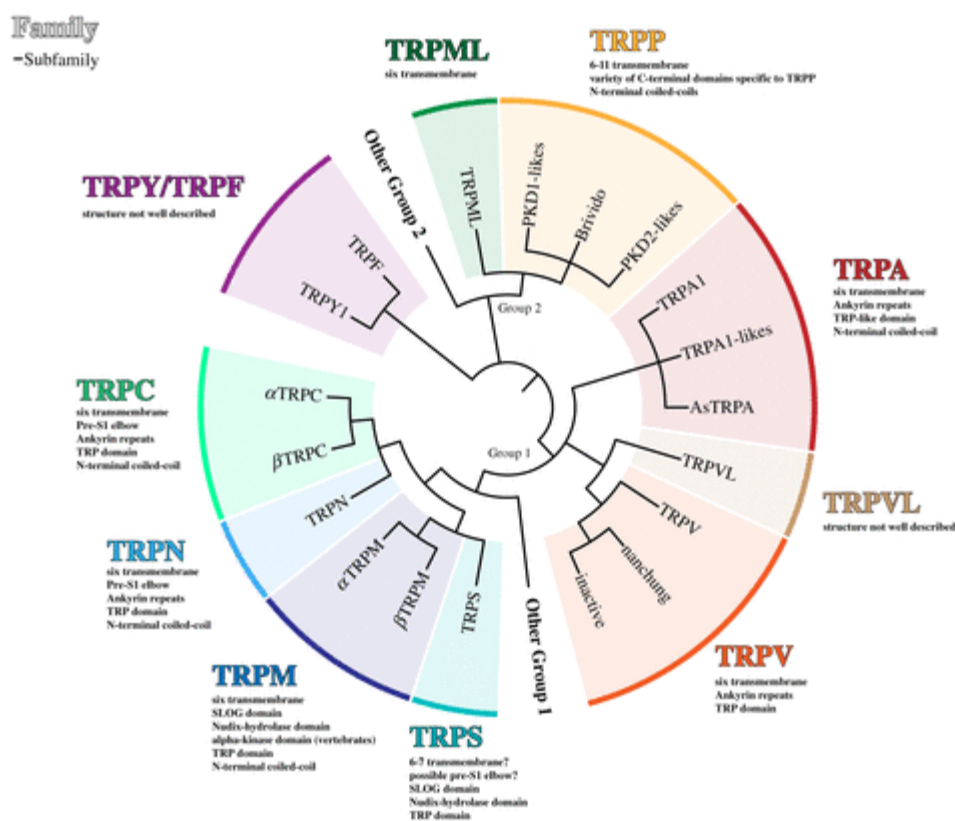 Family
-Subfamily
TRPML
six transmembrane
TRPP
6-11 transmembrane
variety of C-terminal domains specific to TRPP
N-terminal coiled-coils
TRPY/TRPF
structure not well described
Other Group 2
TRPML
PKD1-likes
Brivido
PKD2-likes
TRPF
TRPY1
Group 2
TRPA1
TRPA1-likes
AsTRPA
TRPA
six transmembrane
Ankyrin repeats
TRP-like domain
N-terminal coiled-coil
TRPC
six transmembrane
Pre-S1 elbow
Ankyrin repeats
TRP domain
N-terminal coiled-coil
αTRPC
βTRPC
Group 1
TRPVL
TRPVL
structure not well described
TRPN
TRPV
nanchung
inactive
TRPN
six transmembrane
Pre-S1 elbow
Ankyrin repeats
TRP domain
N-terminal coiled-coil
αTRPM
βTRPM
TRPS
Other Group 1
TRPV
six transmembrane
Ankyrin repeats
TRP domain
TRPM
six transmembrane
SLOG domain
Nudix-hydrolase domain
alpha-kinase domain (vertebrates)
TRP domain
N-terminal coiled-coil
TRPS
6-7 transmembrane?
possible pre-S1 elbow?
SLOG domain
Nudix-hydrolase domain
TRP domain